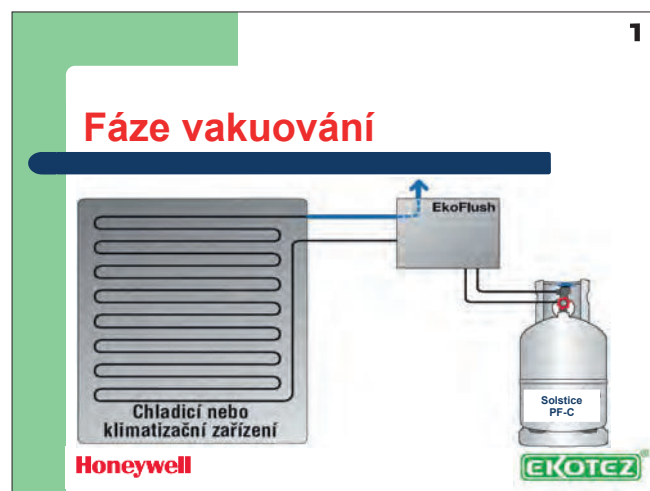 1
Fáze vakuování
EkoFlush
Solstice
PF-C
Chladicí nebo
klimatizační zařízení
Honeywell
EKOTEZ®